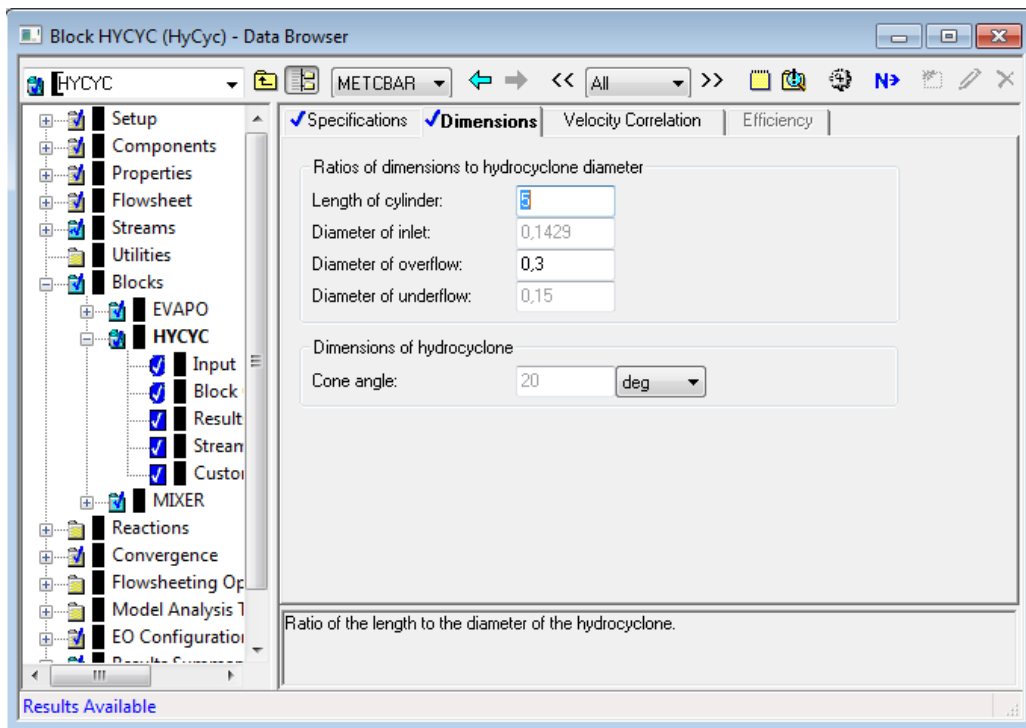 Block HYCYC (HyCyc) - Data Browser
HYCYC METCBAR << All >> N
Setup
Components
Properties
Flowsheet
Streams
Utilities
Blocks
EVAPO
HYCYC
Input
Block
Result
Stream
Custo
MIXER
Reactions
Convergence
Flowsheeting Op
Model Analysis T
EO Configuration
Specifications Dimensions Velocity Correlation Efficiency
Ratios of dimensions to hydrocyclone diameter
Length of cylinder: 5
Diameter of inlet: 0,1429
Diameter of overflow: 0,3
Diameter of underflow: 0,15
Dimensions of hydrocyclone
Cone angle: 20 deg
Ratio of the length to the diameter of the hydrocyclone.
Results Available